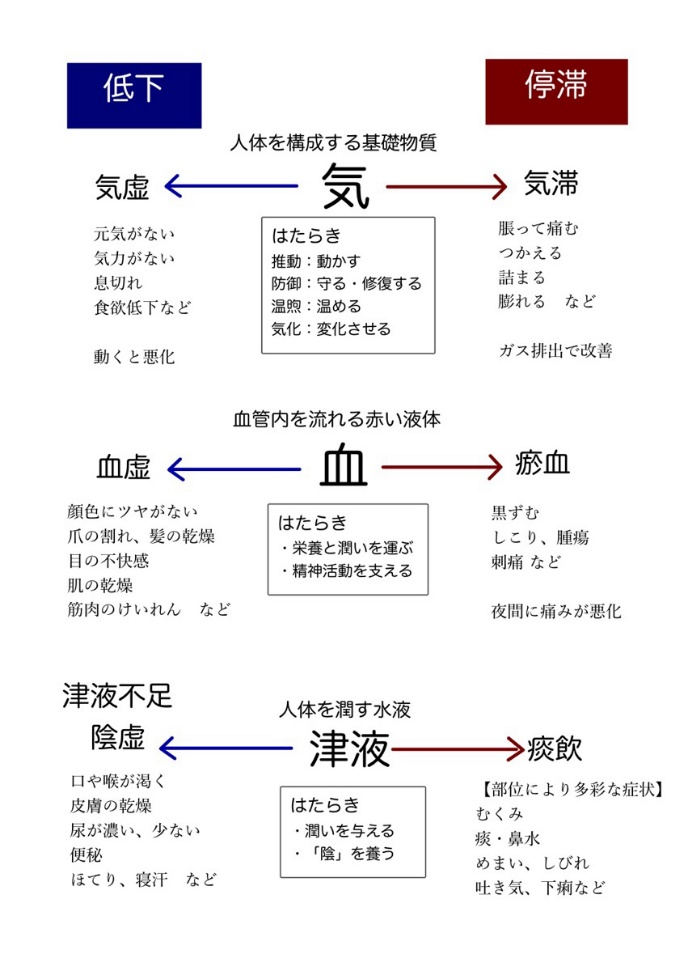 低下
停滞
人体を構成する基礎物質
気虚
気
気滞
元気がない
気力がない
息切れ
食欲低下など
動くと悪化
はたらき
推動：動かす
防御：守る・修復する
温煦：温める
気化：変化させる
脹って痛む
つかえる
詰まる
膨れる　など
ガス排出で改善
血管内を流れる赤い液体
血虚
血
瘀血
顔色にツヤがない
爪の割れ、髪の乾燥
目の不快感
肌の乾燥
筋肉のけいれん　など
はたらき
・栄養と潤いを運ぶ
・精神活動を支える
黒ずむ
しこり、腫瘍
刺痛 など
夜間に痛みが悪化
津液不足
陰虚
人体を潤す水液
津液
痰飲
口や喉が渇く
皮膚の乾燥
尿が濃い、少ない
便秘
ほてり、寝汗　など
はたらき
・潤いを与える
・「陰」を養う
【部位により多彩な症状】
むくみ
痰・鼻水
めまい、しびれ
吐き気、下痢など